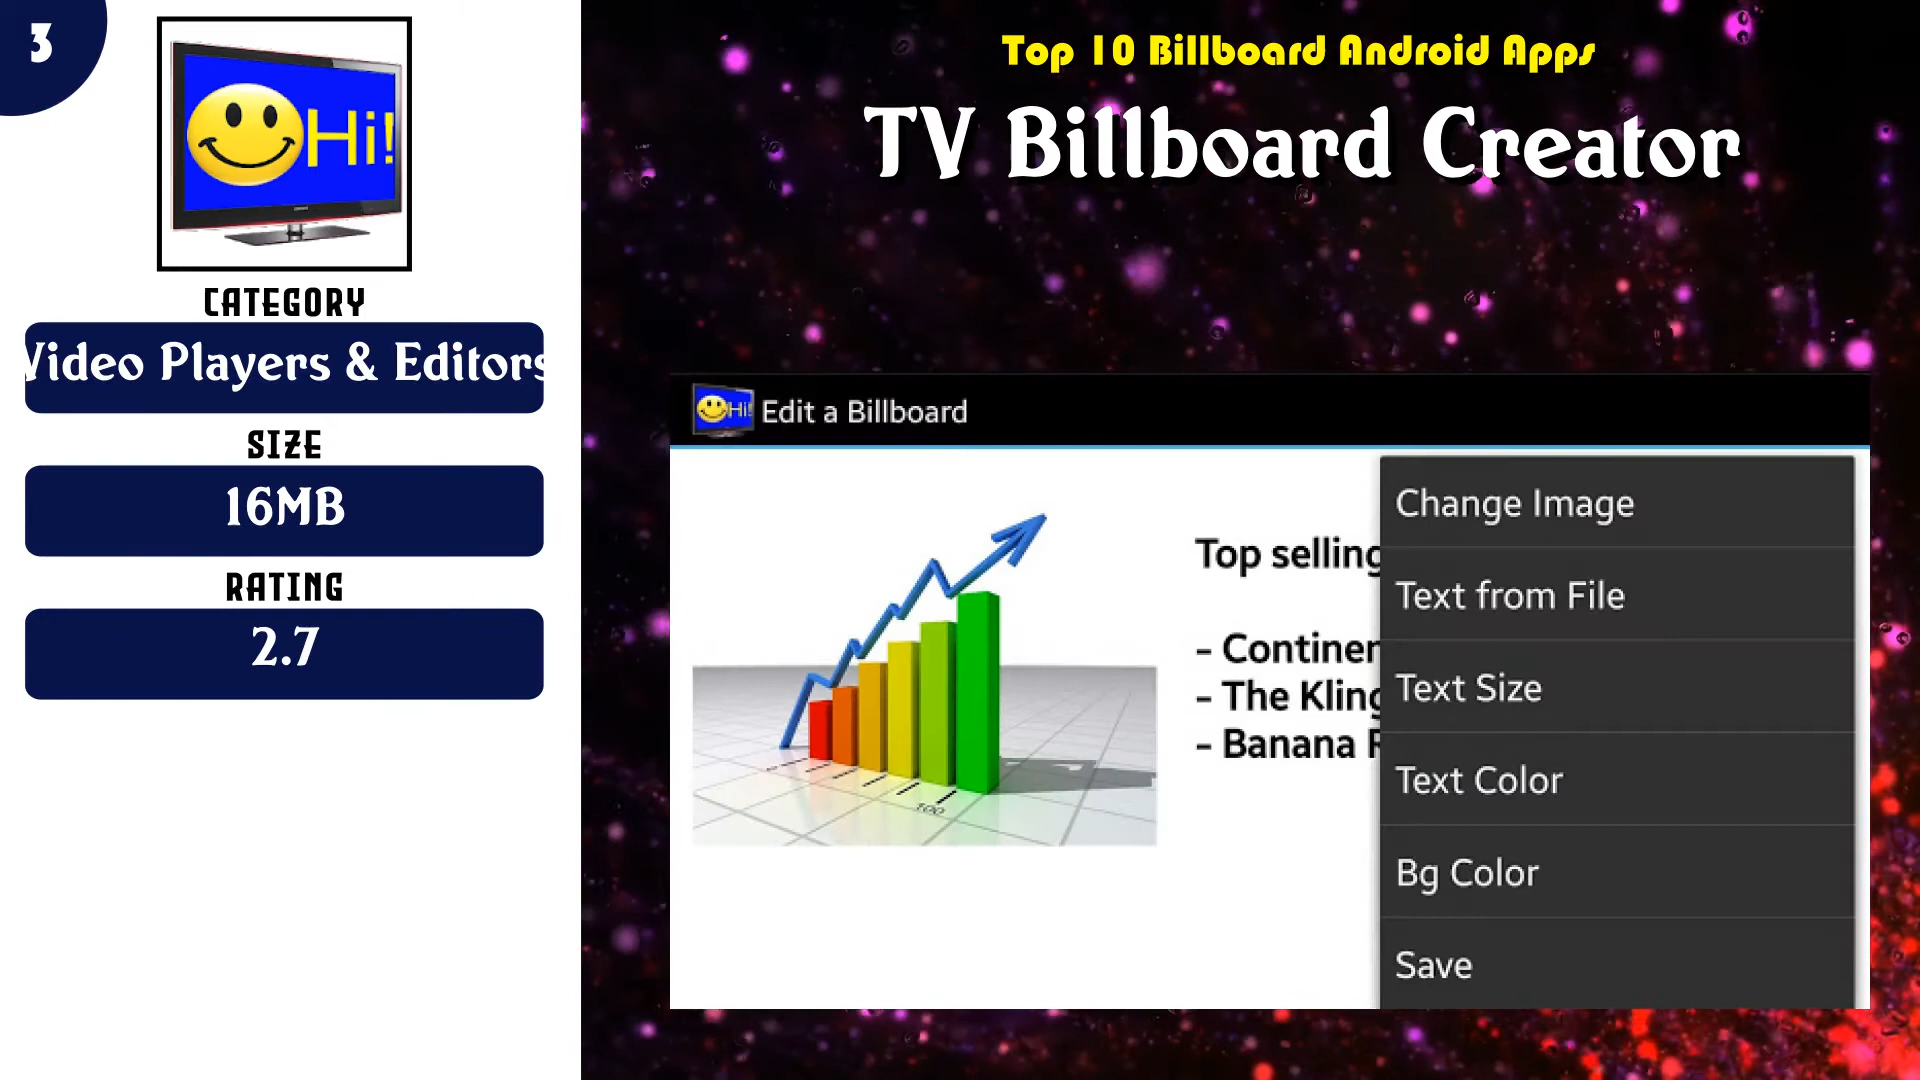 3
Hi!
CATEGORY
Video Players & Editors
SIZE
16MB
RATING
2.7
Top 10 Billboard Android Apps
TV Billboard Creator
Hi!
Edit a Billboard
Top selling
- Continen
- The Kling
- Banana
100
Change Image
Text from File
Text Size
Text Color
Bg Color
Save